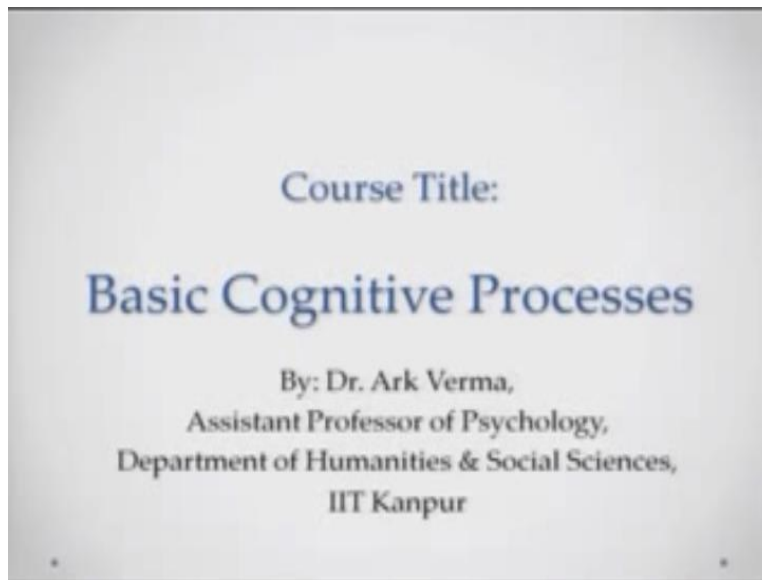 Course Title:
Basic Cognitive Processes
By: Dr. Ark Verma,
Assistant Professor of Psychology,
Department of Humanities & Social Sciences,
IIT Kanpur